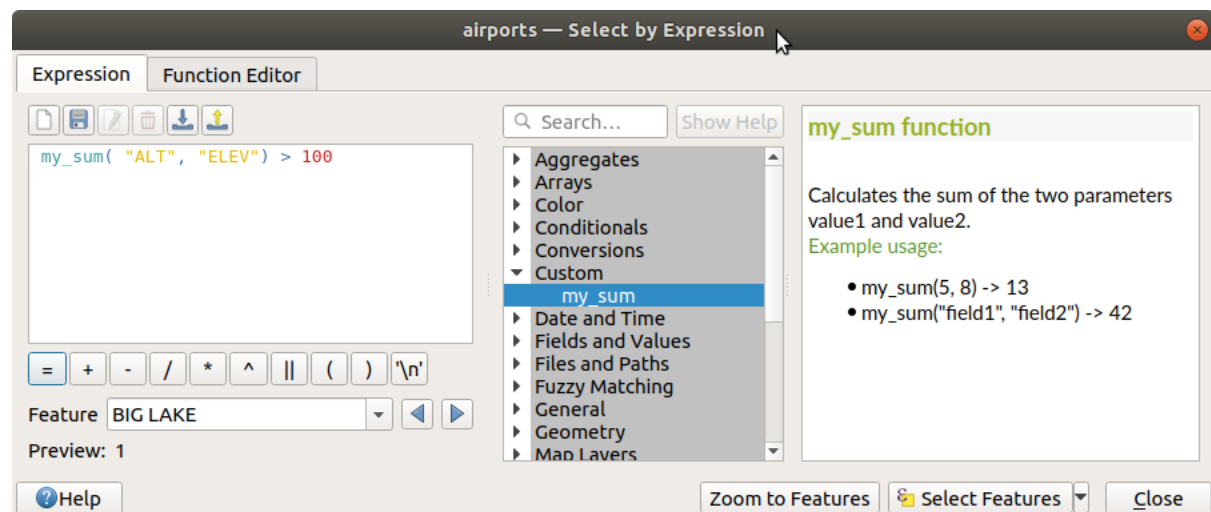 airports — Select by Expression
Expression
Function Editor
my_sum( "ALT", "ELEV") > 100
= + - / * ^ || ( ) '\n'
Feature BIG LAKE
Preview: 1
Search... Show Help
Aggregates
Arrays
Color
Conditionals
Conversions
Custom
my_sum
Date and Time
Fields and Values
Files and Paths
Fuzzy Matching
General
Geometry
Map Layers
my_sum function
Calculates the sum of the two parameters
value1 and value2.
Example usage:
• my_sum(5, 8) -> 13
• my_sum("field1", "field2") -> 42
Help
Zoom to Features
Select Features
Close